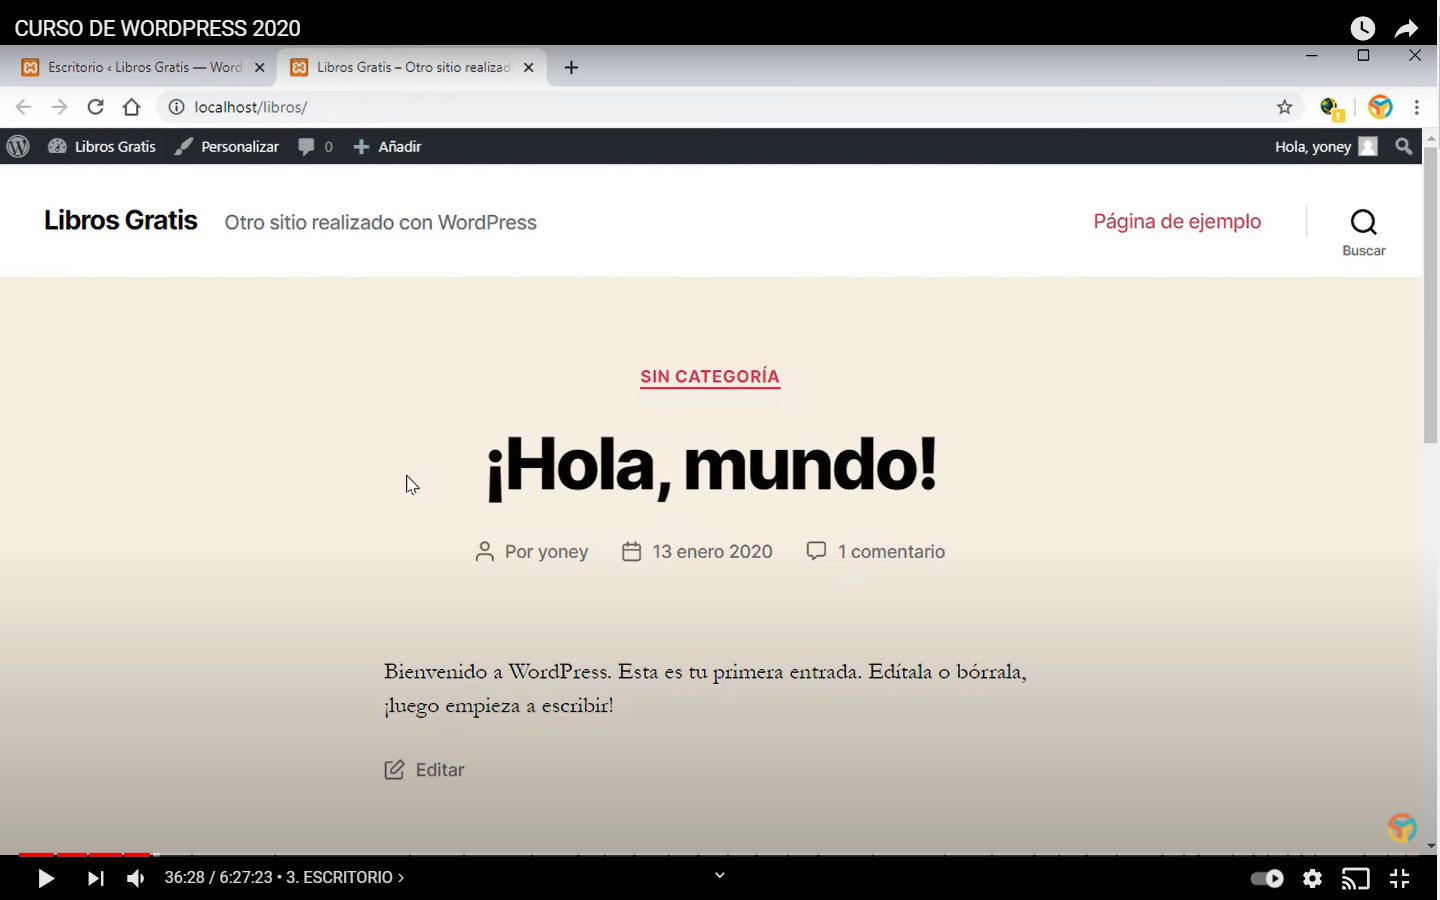 CURSO DE WORDPRESS 2020
Escritorio ‹ Libros Gratis — Word
Libros Gratis – Otro sitio realizad
localhost/libros/
Libros Gratis Personalizar 0 Añadir Hola, yoney
Libros Gratis Otro sitio realizado con WordPress Página de ejemplo
Buscar
SIN CATEGORÍA
¡Hola, mundo!
Por yoney 13 enero 2020 1 comentario
Bienvenido a WordPress. Esta es tu primera entrada. Edítala o bórrala,
¡luego empieza a escribir!
Editar
36:28 / 6:27:23 • 3. ESCRITORIO ›